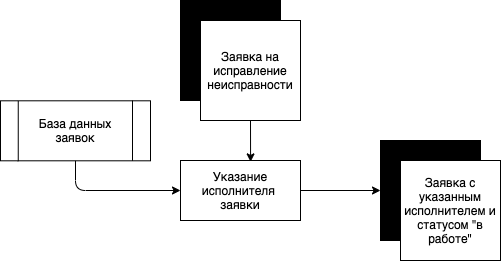 Заявка на
исправление
неисправности
База данных
заявок
Указание
исполнителя
заявки
Заявка с
указанным
исполнителем и
статусом "в
работе"